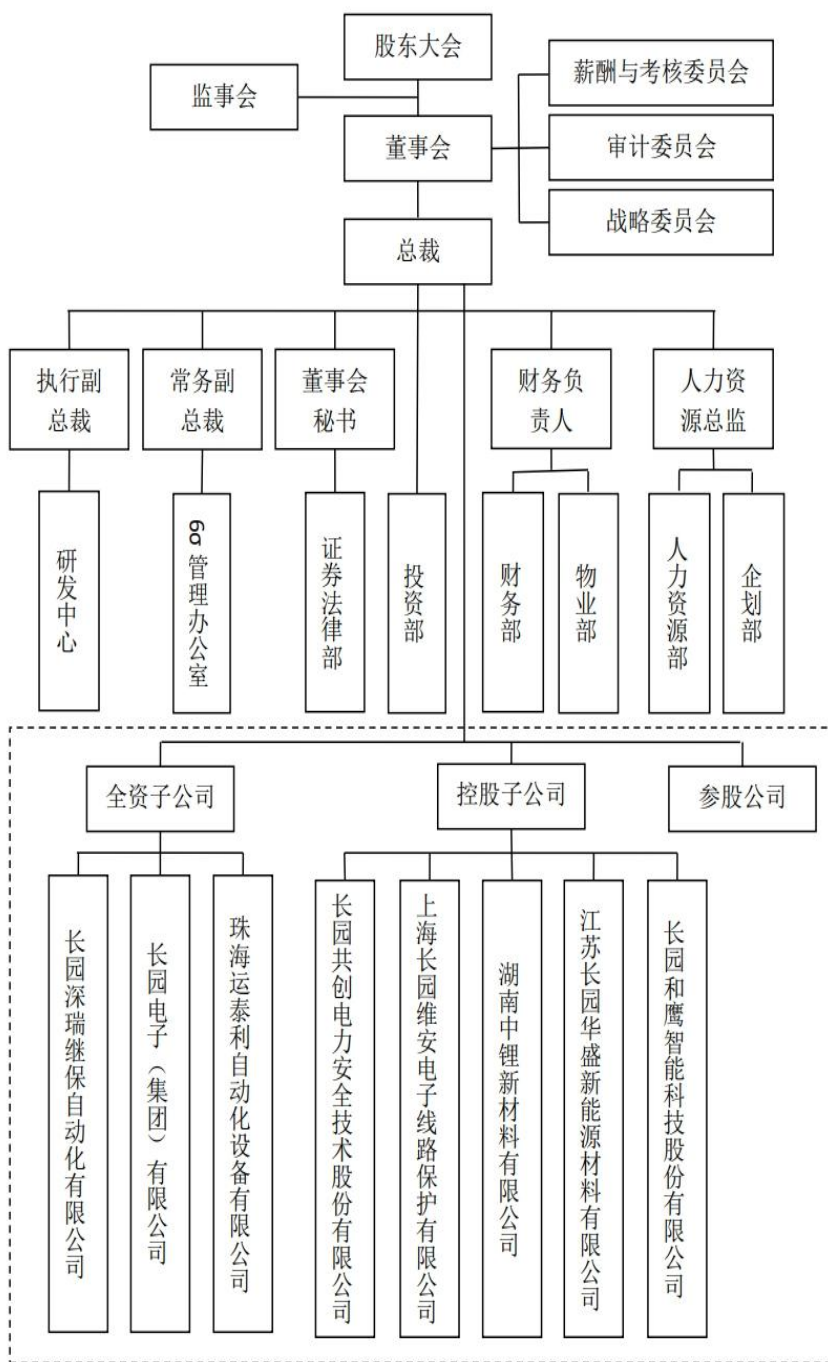 股东大会
监事会
薪酬与考核委员会
董事会
审计委员会
战略委员会
总裁
执行副
总裁
常务副
总裁
董事会
秘书
财务负
责人
人力资
源总监
研发中心
6σ 管理办公室
证券法律部
投资部
财务部
物业部
人力资源部
企划部
全资子公司
控股子公司
参股公司
长园深瑞继保自动化有限公司
长园电子（集团）有限公司
珠海运泰利自动化设备有限公司
长园共创电力安全技术股份有限公司
上海长园维安电子线路保护有限公司
湖南中锂新材料有限公司
江苏长园华盛新能源材料有限公司
长园和鹰智能科技股份有限公司